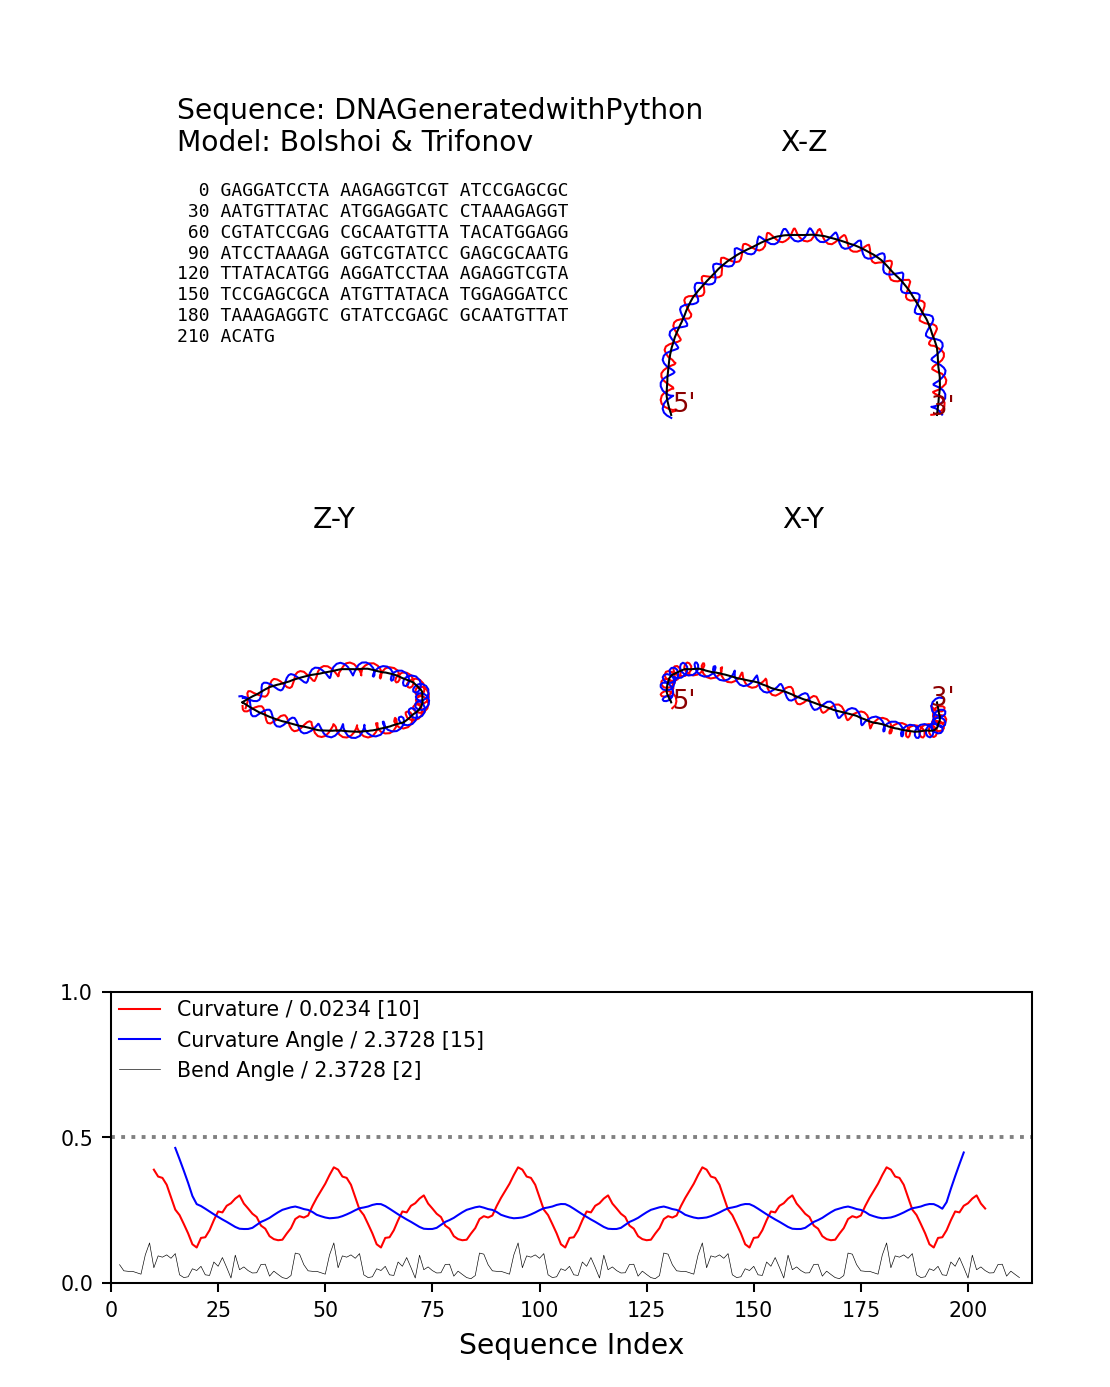 Sequence: DNAGeneratedwithPython
Model: Bolshoi & Trifonov
X-Z
0 GAGGATCCTA AAGAGGTCGT ATCCGAGCGC
30 AATGTTATAC ATGGAGGATC CTAAAGAGGT
60 CGTATCCGAG CGCAATGTTA TACATGGAGG
90 ATCCTAAAGA GGTCGTATCC GAGCGCAATG
120 TTATACATGG AGGATCCTAA AGAGGTCGTA
150 TCCGAGCGCA ATGTTATACA TGGAGGATCC
180 TAAAGAGGTC GTATCCGAGC GCAATGTTAT
210 ACATG
5'
3'
Z-Y
X-Y
5'
3'
1.0
0.5
0.0
Curvature / 0.0234 [10]
Curvature Angle / 2.3728 [15]
Bend Angle / 2.3728 [2]
0 25 50 75 100 125 150 175 200
Sequence Index